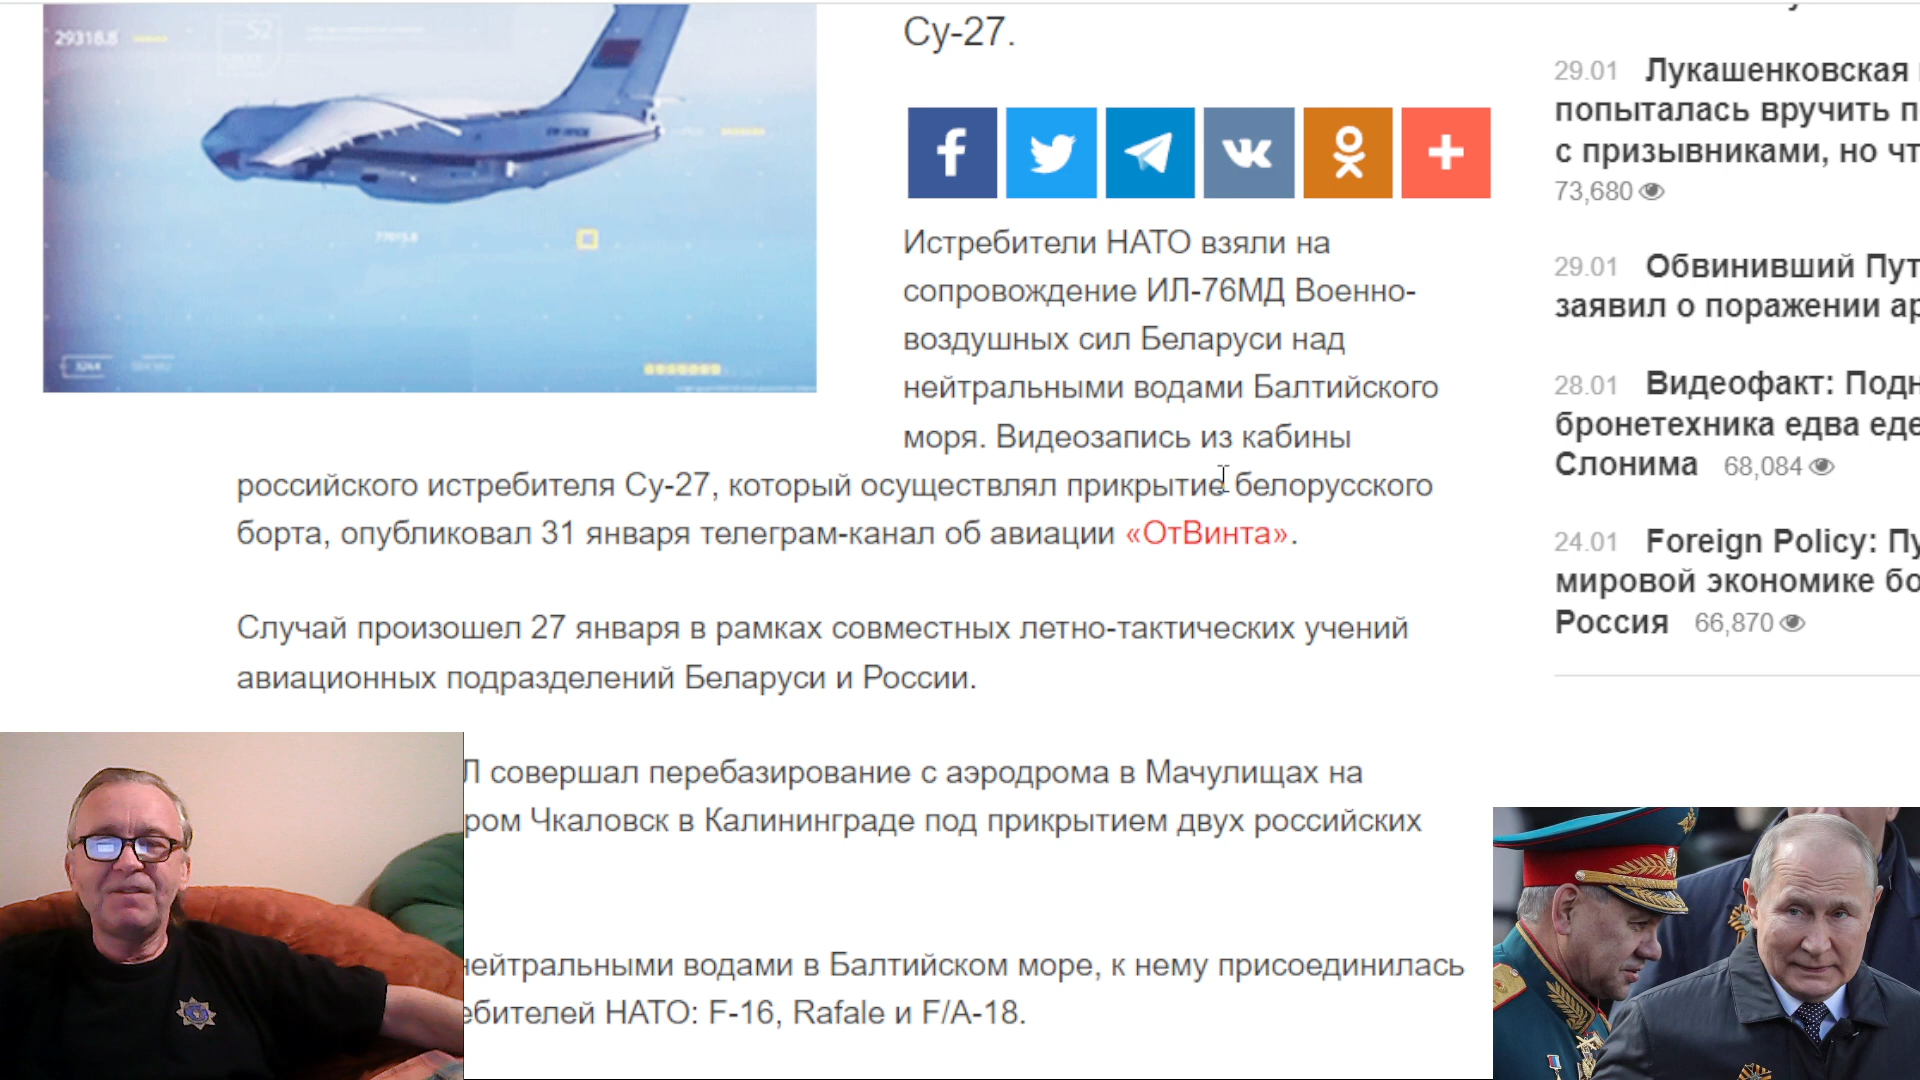 29318.8
52
77015.8
3264
Су-27.
Истребители НАТО взяли на
сопровождение ИЛ-76МД Военно-
воздушных сил Беларуси над
нейтральными водами Балтийского
моря. Видеозапись из кабины
российского истребителя Су-27, который осуществлял прикрытие белорусского
борта, опубликовал 31 января телеграм-канал об авиации «ОтВинта».
Случай произошел 27 января в рамках совместных летно-тактических учений
авиационных подразделений Беларуси и России.
Л совершал перебазирование с аэродрома в Мачулищах на
ром Чкаловск в Калининграде под прикрытием двух российских
нейтральными водами в Балтийском море, к нему присоединилась
ебителей НАТО: F-16, Rafale и F/A-18.
29.01 Лукашенковская
попыталась вручить п
с призывниками, но чт
73,680
29.01 Обвинивший Пут
заявил о поражении ар
28.01 Видеофакт: Подн
бронетехника едва еде
Слонима 68,084
24.01 Foreign Policy: Пу
мировой экономике бо
Россия 66,870